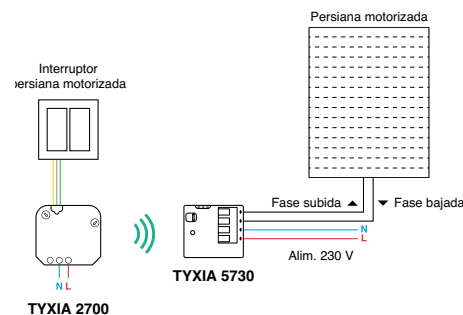 Persiana motorizada
Interruptor
persiana motorizada
Fase subida ▲ ▼ Fase bajada
N
L
Alim. 230 V
TYXIA 5730
N L
TYXIA 2700